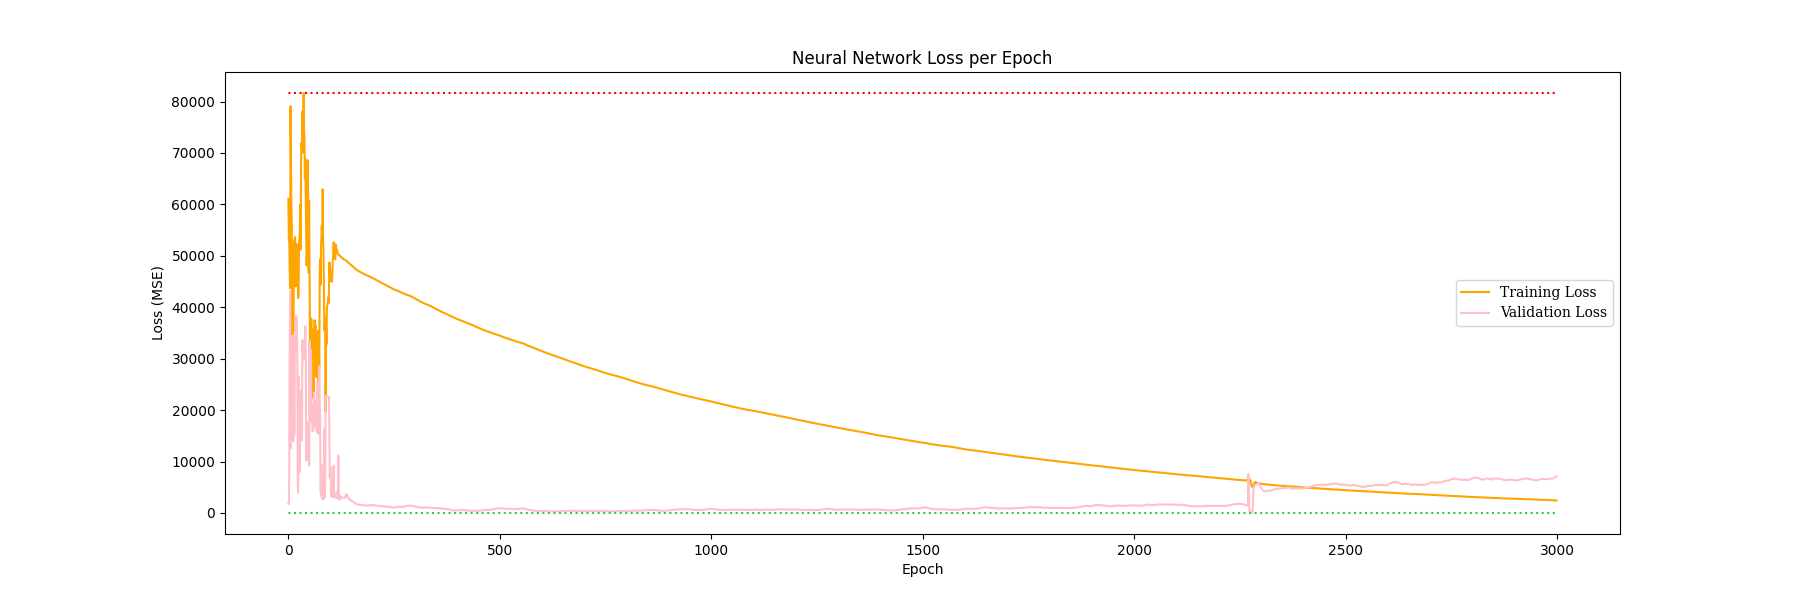 Neural Network Loss per Epoch
80000
70000
60000
50000
40000
30000
20000
10000
0
Loss (MSE)
Training Loss
Validation Loss
0 500 1000 1500 2000 2500 3000
Epoch